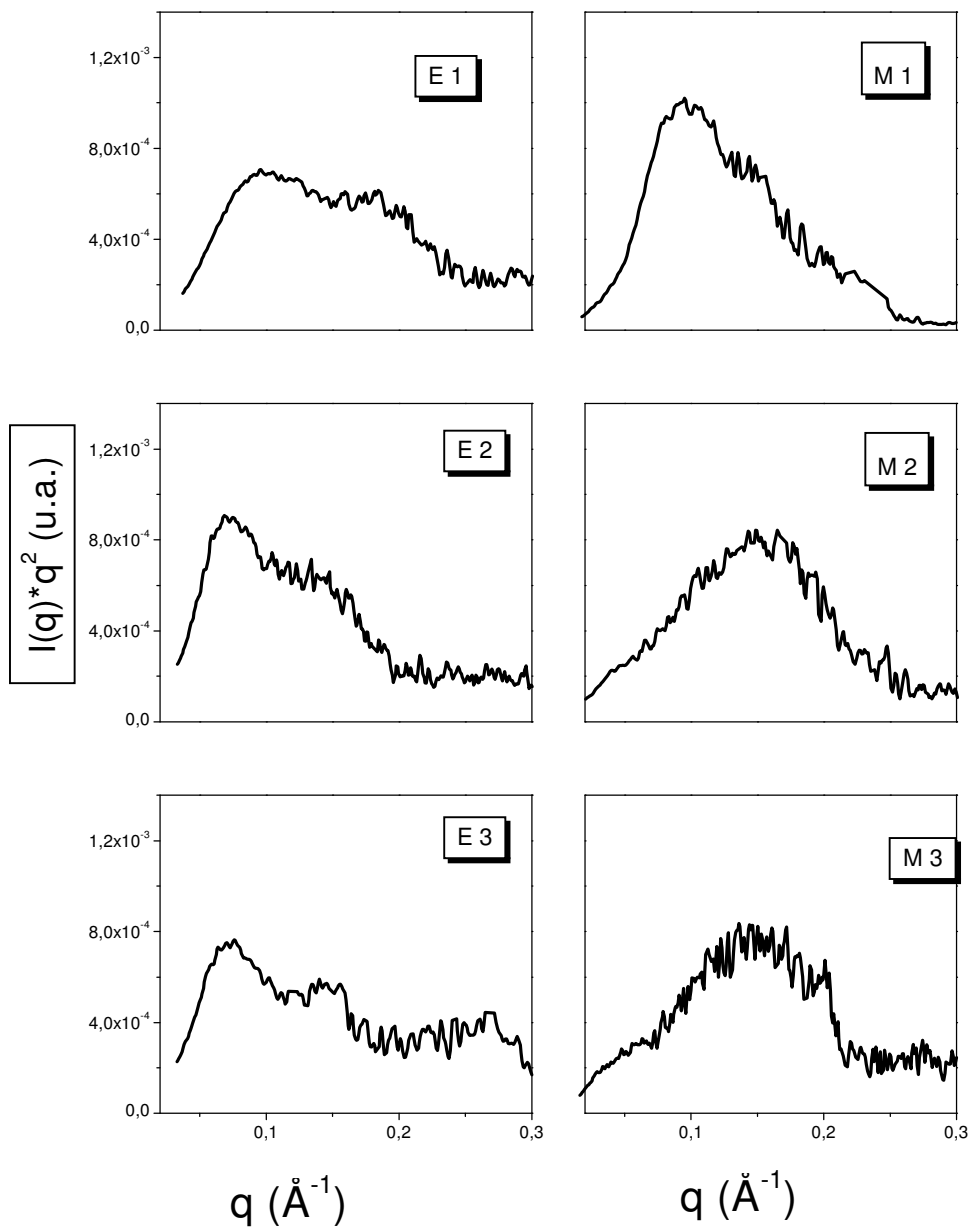 E 1
M 1
1,2x10⁻³
8,0x10⁻⁴
4,0x10⁻⁴
0,0
E 2
M 2
1,2x10⁻³
8,0x10⁻⁴
4,0x10⁻⁴
0,0
I(q)*q² (u.a.)
E 3
M 3
1,2x10⁻³
8,0x10⁻⁴
4,0x10⁻⁴
0,0
0,1 0,2 0,3 0,1 0,2 0,3
q (Å⁻¹) q (Å⁻¹)